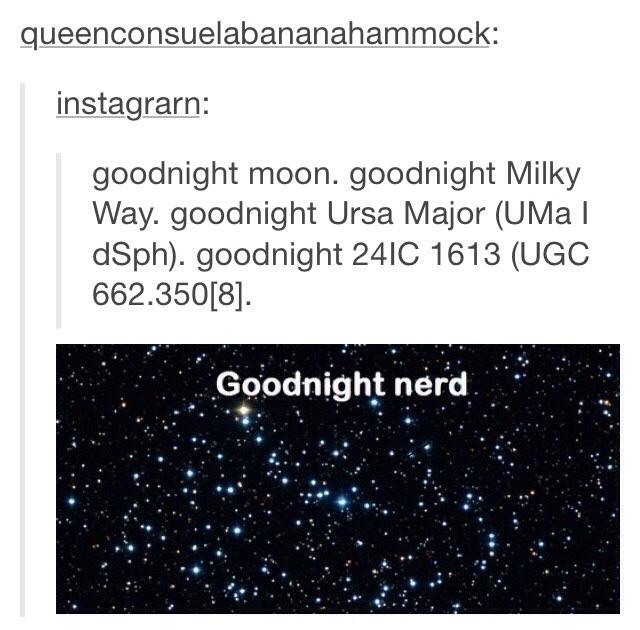 queenconsuelabananahammock:
instagrarn:
goodnight moon. goodnight Milky
Way. goodnight Ursa Major (UMa I
dSph). goodnight 24IC 1613 (UGC
662.350[8].
Goodnight nerd